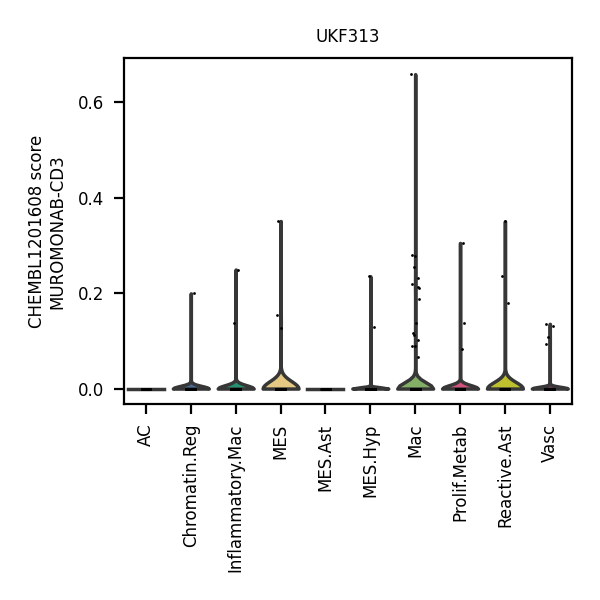 UKF313
CHEMBL1201608 score
MUROMONAB-CD3
0.6
0.4
0.2
0.0
AC
Chromatin.Reg
Inflammatory.Mac
MES
MES.Ast
MES.Hyp
Mac
Prolif.Metab
Reactive.Ast
Vasc